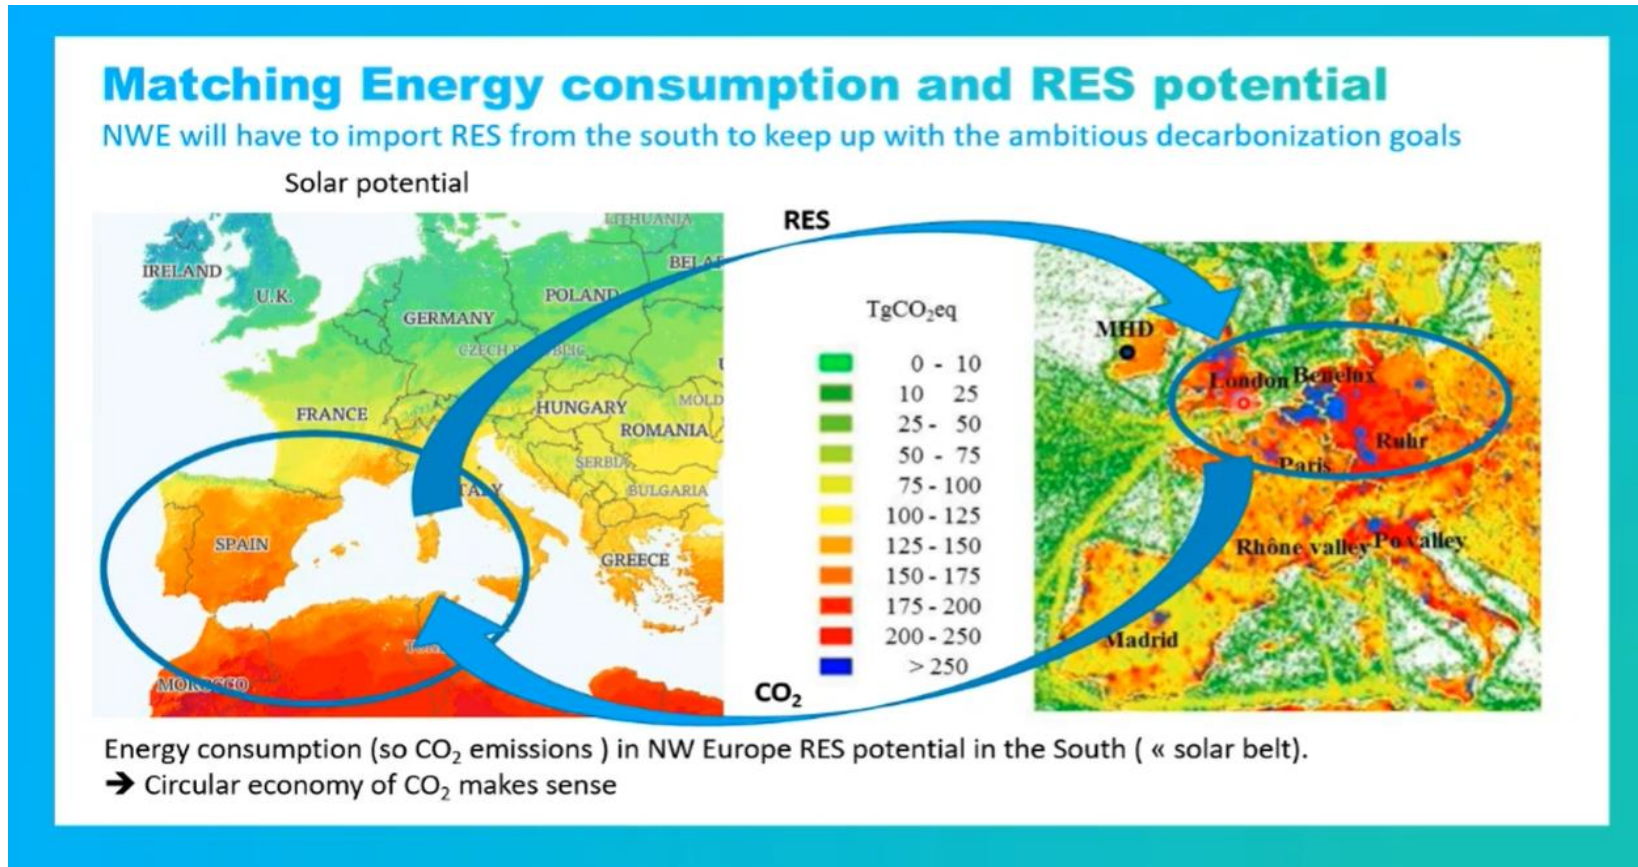 Matching Energy consumption and RES potential
NWE will have to import RES from the south to keep up with the ambitious decarbonization goals
Solar potential
RES
LITHUANIA
IRELAND
U.K.
POLAND
GERMANY
FRANCE
HUNGARY
MOLD
ROMANIA
SERBIA
BULGARIA
ITALY
SPAIN
GREECE
MOROCCO
TgCO₂eq
0 - 10
10 25
25 - 50
50 - 75
75 - 100
100 - 125
125 - 150
150 - 175
175 - 200
200 - 250
> 250
MHD
London Benelux
Ruhr
Paris
Rhône valley Po valley
Madrid
CO₂
Energy consumption (so CO₂ emissions ) in NW Europe RES potential in the South ( « solar belt).
➔ Circular economy of CO₂ makes sense